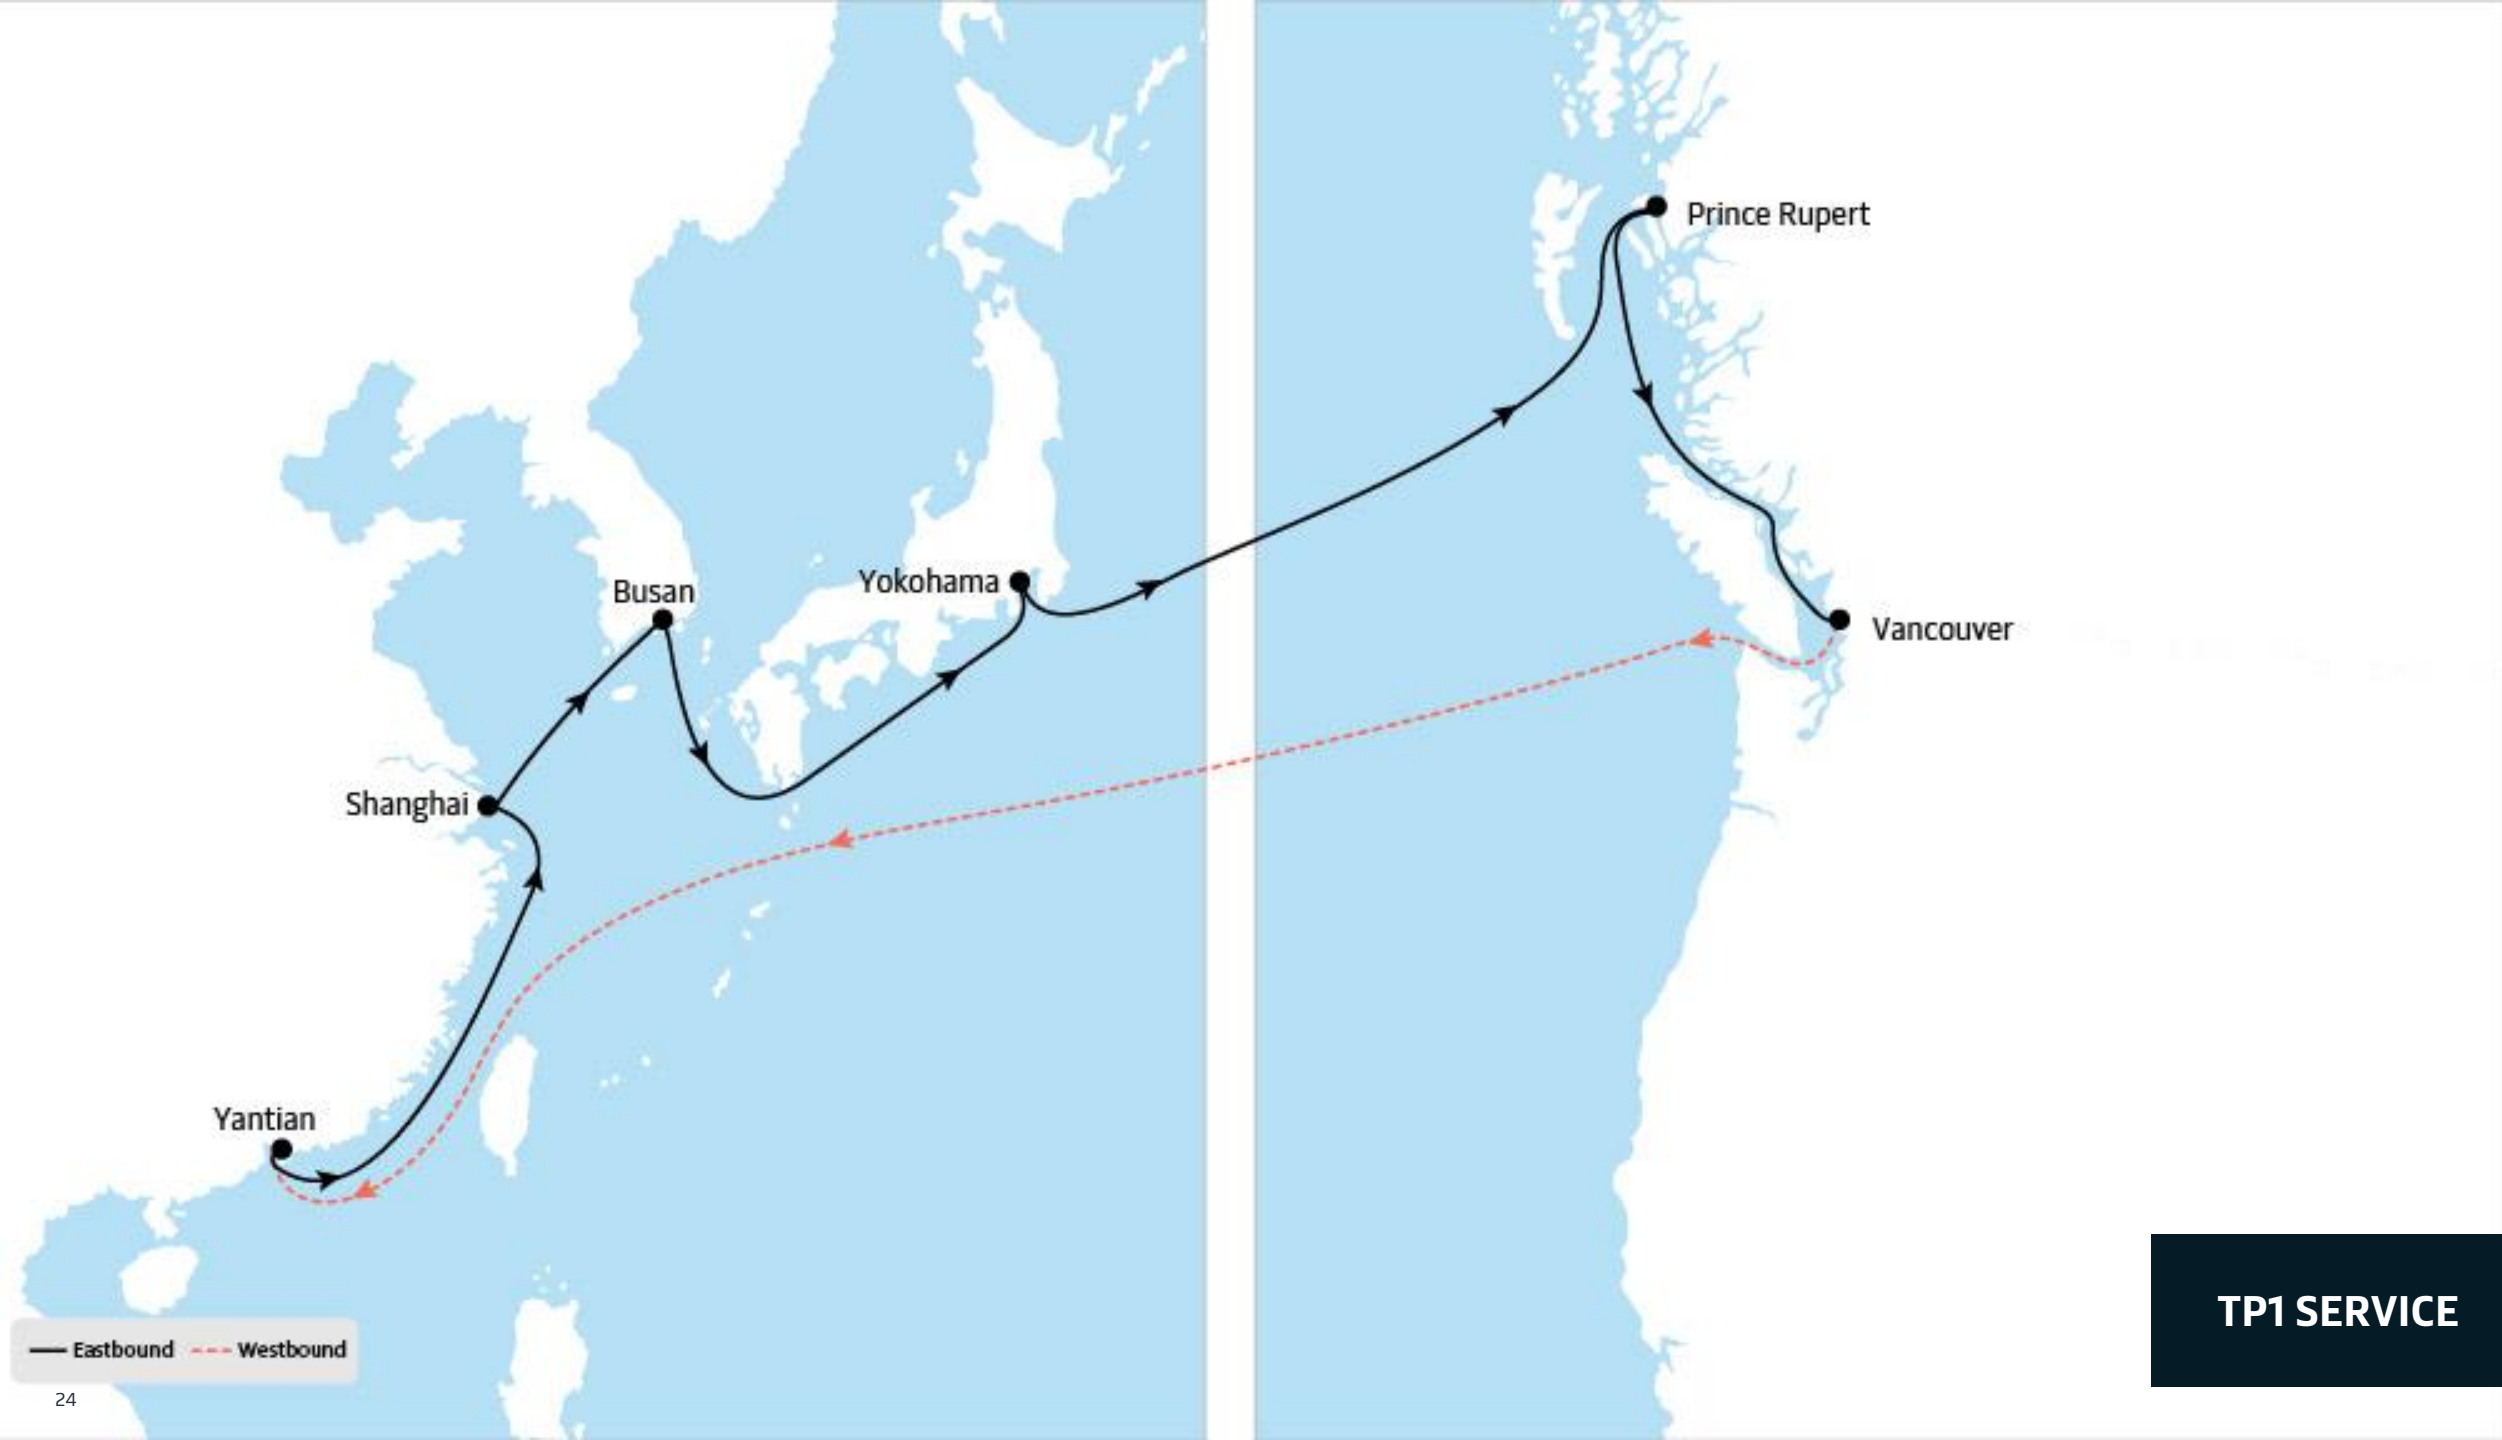 Prince Rupert
Busan
Yokohama
Vancouver
Shanghai
Yantian
TP1 SERVICE
Eastbound Westbound
24